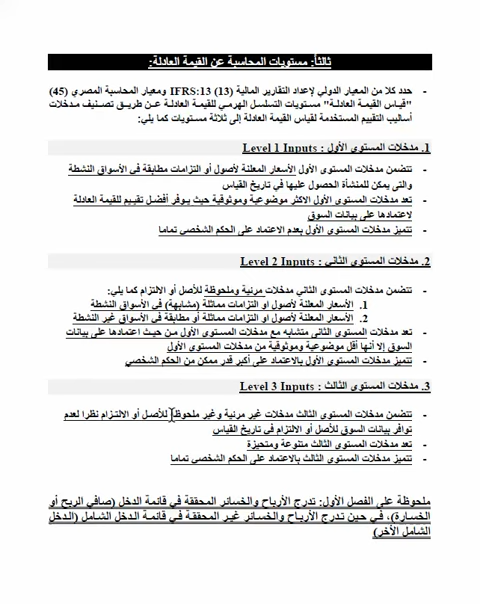 ثالثاً: مستويات المحاسبة عن القيمة العادلة:
- حدد كلا من المعيار الدولي لإعداد التقارير المالية (13) IFRS:13 ومعيار المحاسبة المصري (45)
"قياس القيمة العادلة" مستويات التسلسل الهرمي للقيمة العادلة عن طريق تصنيف مدخلات
أساليب التقييم المستخدمة لقياس القيمة العادلة إلى ثلاثة مستويات كما يلي:
1. مدخلات المستوى الأول : Level 1 Inputs
- تتضمن مدخلات المستوى الأول الأسعار المعلنة لأصول أو التزامات مطابقة في الأسواق النشطة
والتي يمكن للمنشأة الحصول عليها في تاريخ القياس
- تعد مدخلات المستوى الأول الاكثر موضوعية وموثوقية حيث يوفر أفضل تقييم للقيمة العادلة
لاعتمادها على بيانات السوق
- تتميز مدخلات المستوى الأول بعدم الاعتماد على الحكم الشخصي تماما
2. مدخلات المستوى الثاني : Level 2 Inputs
- تتضمن مدخلات المستوى الثاني مدخلات مرئية وملحوظة للأصل أو الالتزام كما يلي:
1. الأسعار المعلنة لأصول او التزامات مماثلة (مشابهة) في الأسواق النشطة
2. الأسعار المعلنة لأصول أو التزامات مماثلة أو مطابقة في الأسواق غير النشطة
- تعد مدخلات المستوى الثاني متشابه مع مدخلات المستوى الأول من حيث اعتمادها على بيانات
السوق إلا أنها أقل موضوعية وموثوقية من مدخلات المستوى الأول
- تتميز مدخلات المستوى الثاني بالاعتماد على أكبر قدر ممكن من الحكم الشخصي
3. مدخلات المستوى الثالث : Level 3 Inputs
- تتضمن مدخلات المستوى الثالث مدخلات غير مرئية وغير ملحوظة للأصل أو الالتزام نظرا لعدم
توافر بيانات السوق للأصل أو الالتزام في تاريخ القياس
- تعد مدخلات المستوى الثالث متنوعة ومتحيزة
- تتميز مدخلات المستوى الثالث بالاعتماد على الحكم الشخصي تماما
ملحوظة على الفصل الأول: تدرج الأرباح والخسائر المحققة في قائمة الدخل (صافي الربح أو
الخسارة)، في حين تدرج الأرباح والخسائر غير المحققة في قائمة الدخل الشامل (الدخل
الشامل الأخر)